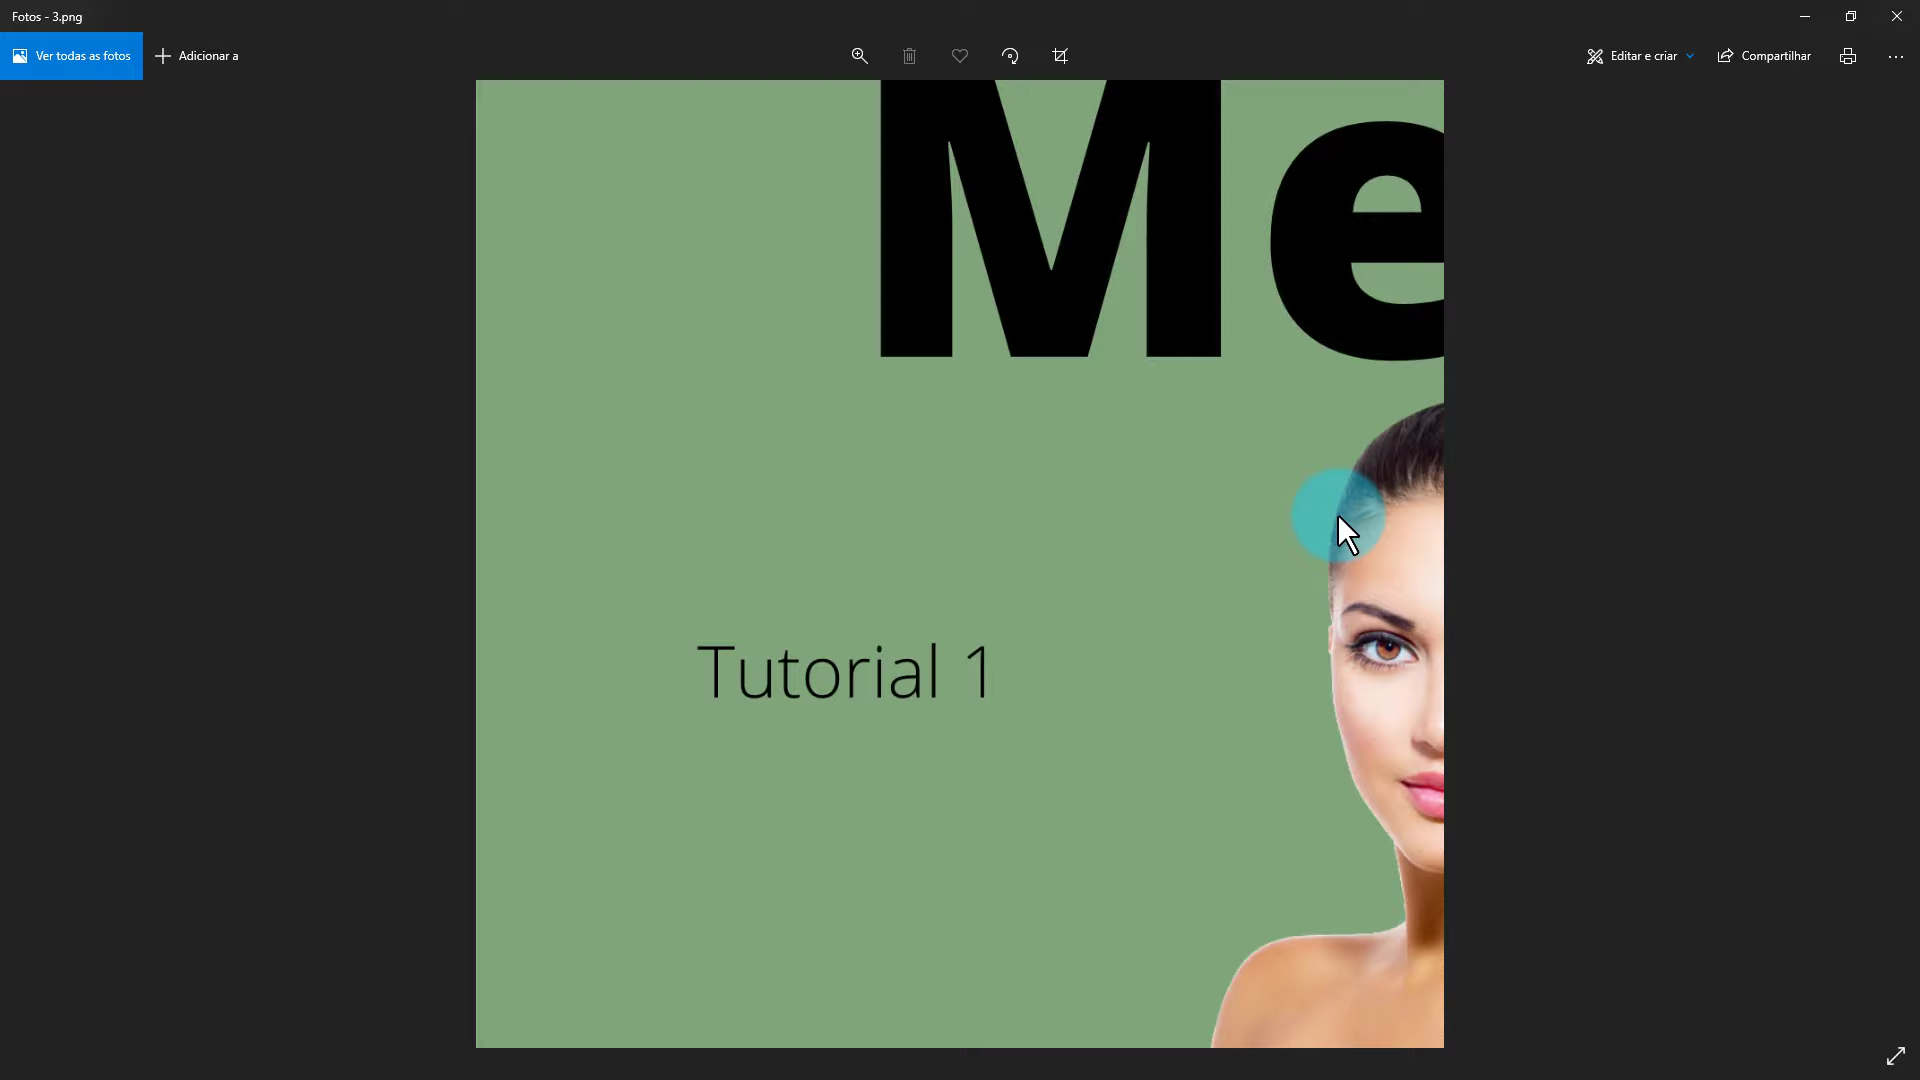 Fotos - 3.png
Ver todas as fotos
Adicionar a
Editar e criar
Compartilhar
Me
Tutorial 1